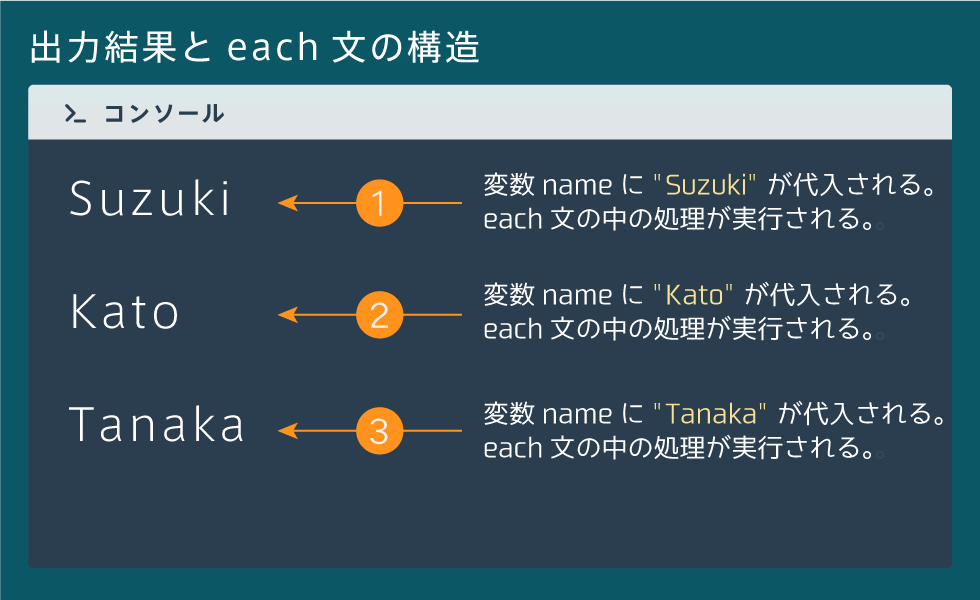 出力結果と each 文の構造
コンソール
Suzuki
1
変数 name に "Suzuki" が代入される。
each 文の中の処理が実行される。
Kato
2
変数 name に "Kato" が代入される。
each 文の中の処理が実行される。
Tanaka
3
変数 name に "Tanaka" が代入される。
each 文の中の処理が実行される。